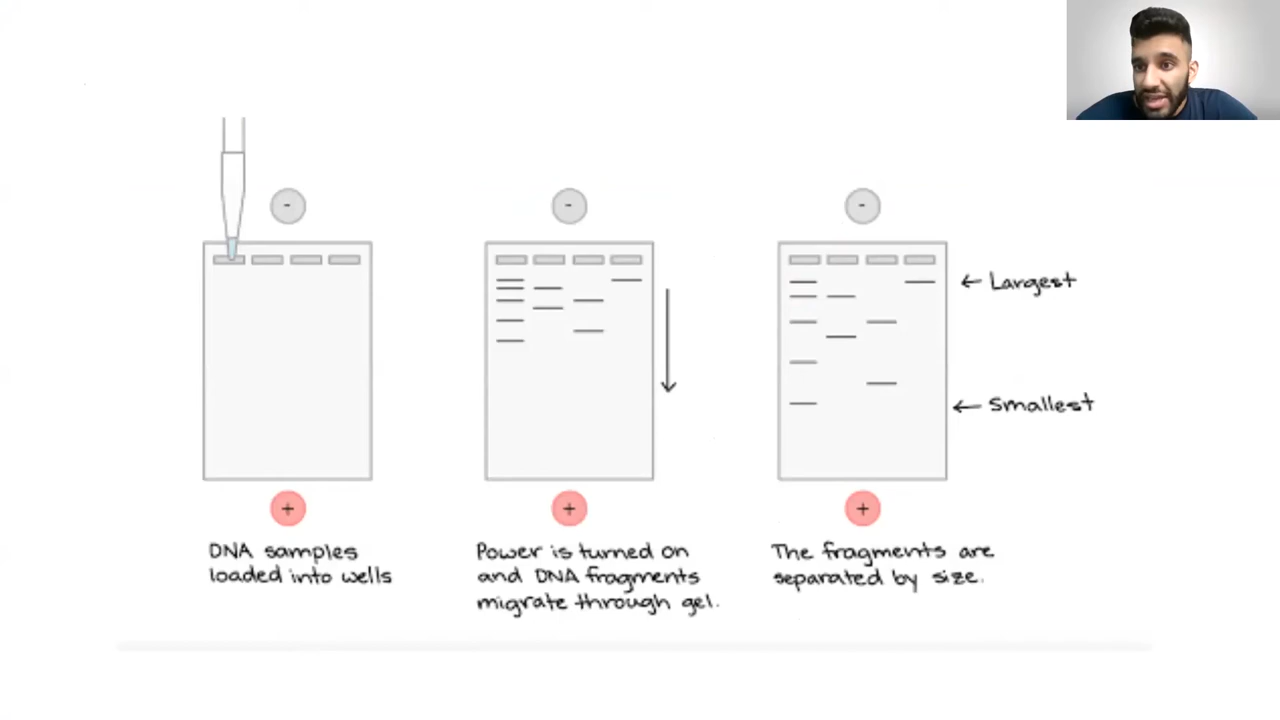 -
-
-
Largest
Smallest
+
+
+
DNA samples
loaded into wells
Power is turned on
and DNA fragments
migrate through gel.
The fragments are
separated by size.